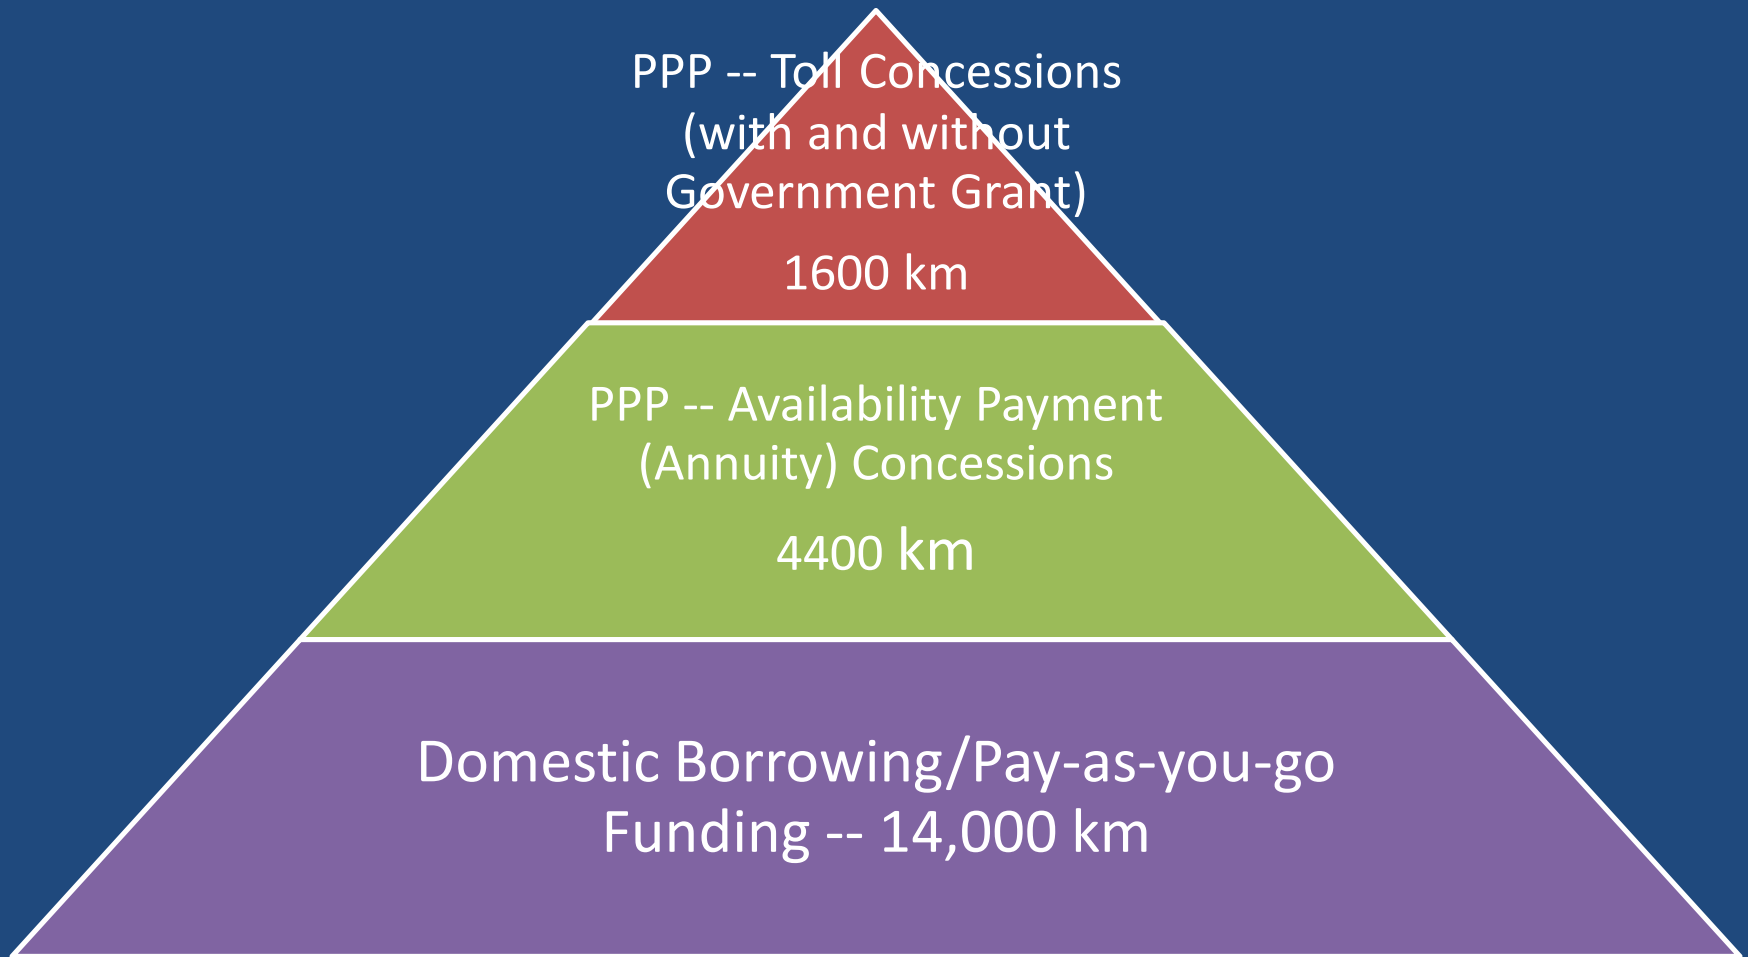 PPP -- Toll Concessions
(with and without
Government Grant)
1600 km
PPP -- Availability Payment
(Annuity) Concessions
4400 km
Domestic Borrowing/Pay-as-you-go
Funding -- 14,000 km